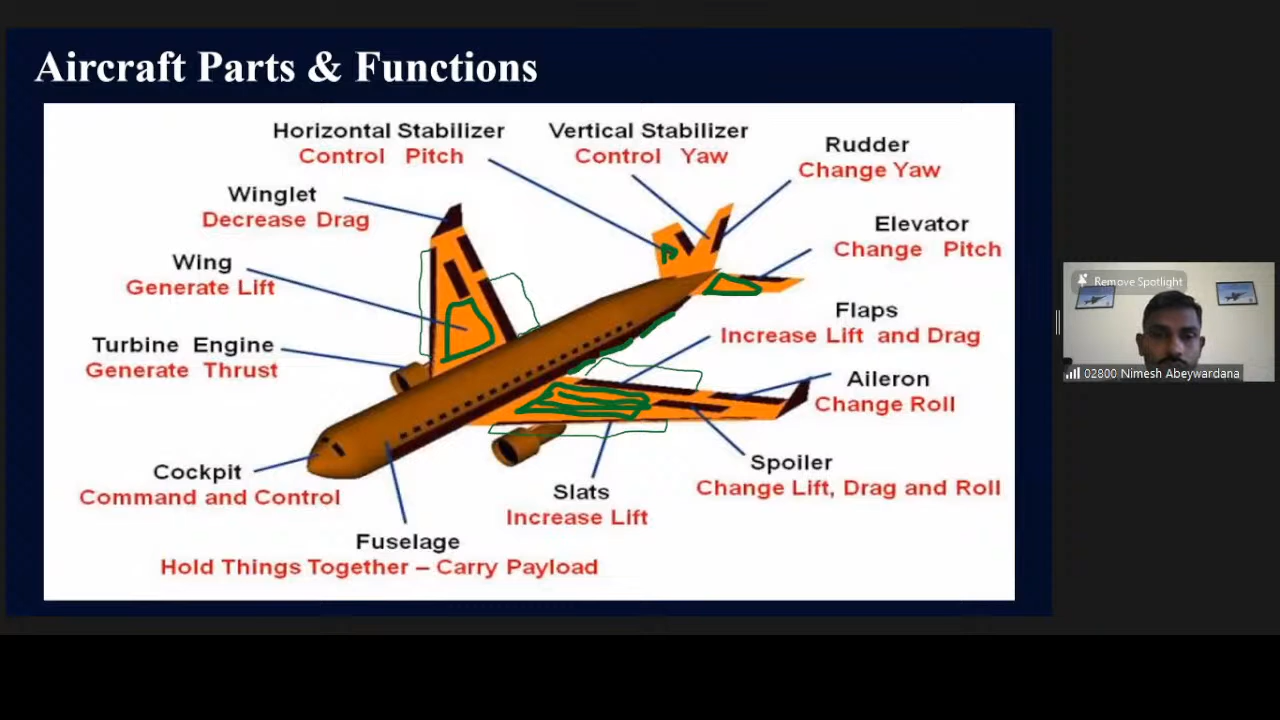 Aircraft Parts & Functions
Horizontal Stabilizer
Control Pitch
Vertical Stabilizer
Control Yaw
Rudder
Change Yaw
Winglet
Decrease Drag
Elevator
Change Pitch
Wing
Generate Lift
Flaps
Increase Lift and Drag
Turbine Engine
Generate Thrust
Aileron
Change Roll
Cockpit
Command and Control
Spoiler
Change Lift, Drag and Roll
Slats
Increase Lift
Fuselage
Hold Things Together – Carry Payload
Remove Spotlight
02800 Nimesh Abeywardana